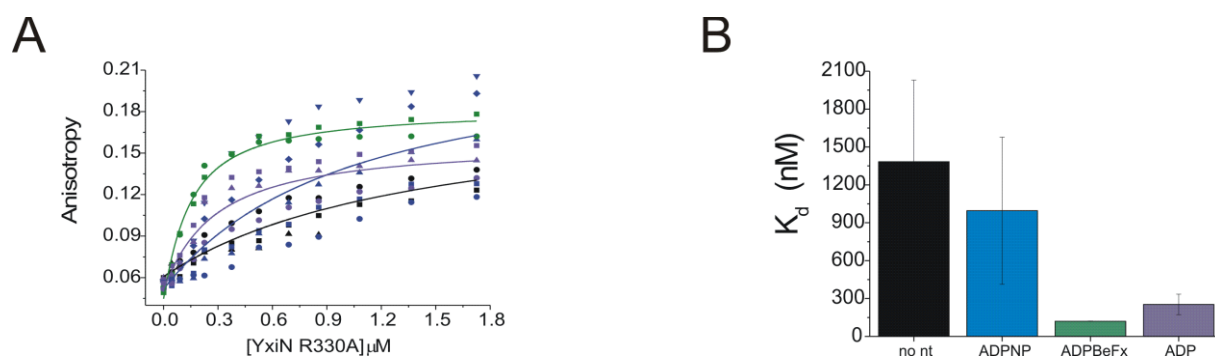 A
Anisotropy
0.21
0.18
0.15
0.12
0.09
0.06
0.0 0.3 0.6 0.9 1.2 1.5 1.8
[YxiN R330A]μM
B
K_d (nM)
2100
1800
1500
1200
900
600
300
0
no nt ADPNP ADPBeFx ADP